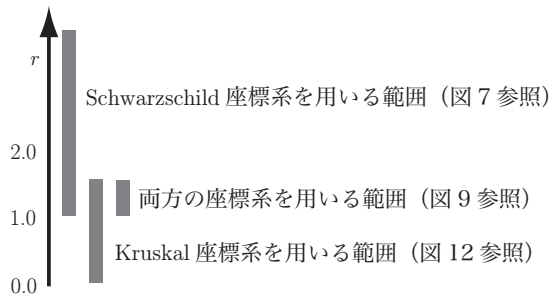 r
Schwarzschild 座標系を用いる範囲（図 7 参照）
2.0
両方の座標系を用いる範囲（図 9 参照）
1.0
Kruskal 座標系を用いる範囲（図 12 参照）
0.0